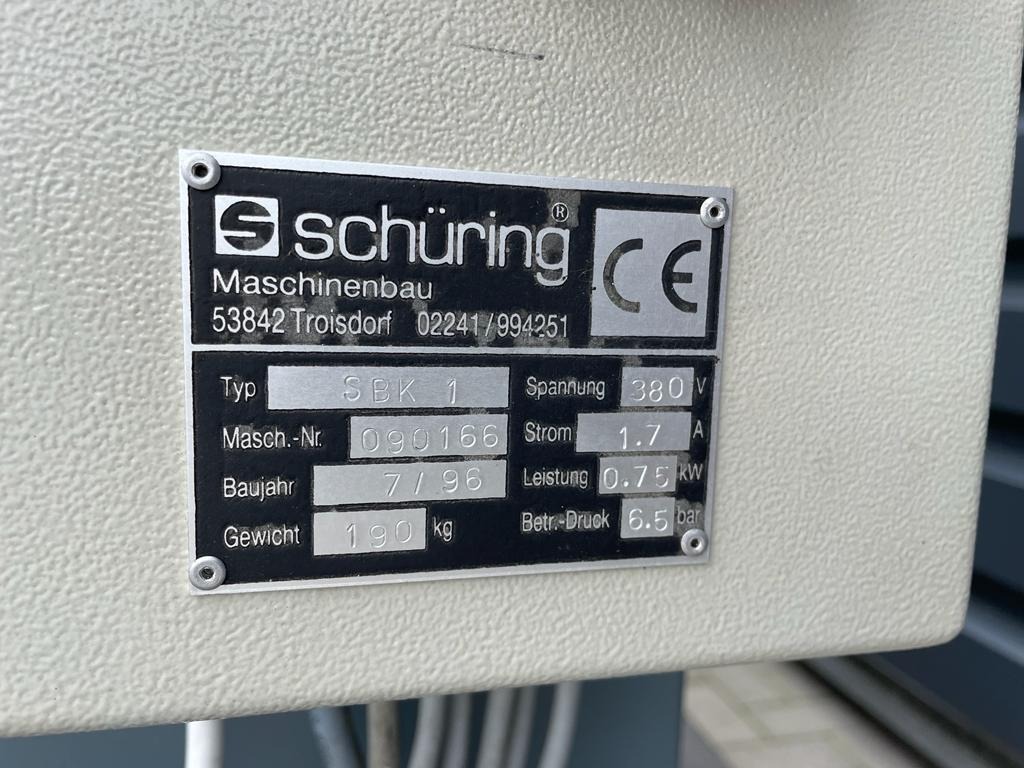 S schüring®
CE
Maschinenbau
53842 Troisdorf 02241/994251
Typ SBK 1 Spannung 380 V
Masch.-Nr. 090166 Strom 1.7 A
Baujahr 7/96 Leistung 0.75 kW
Gewicht 190 kg Betr.-Druck 6.5 bar